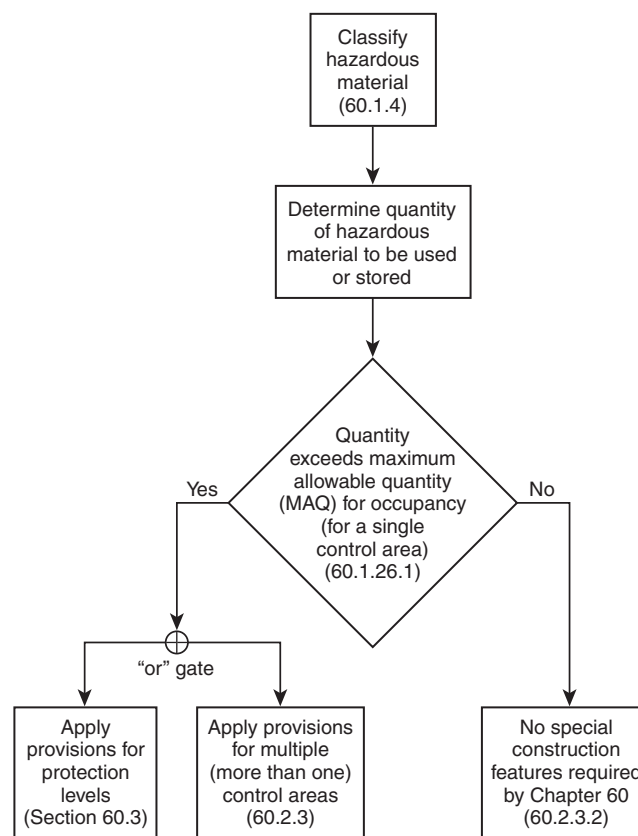 Classify
hazardous
material
(60.1.4)
Determine quantity
of hazardous
material to be used
or stored
Quantity
exceeds maximum
allowable quantity
(MAQ) for occupancy
(for a single
control area)
(60.1.26.1)
Yes
No
“or” gate
Apply
provisions for
protection
levels
(Section 60.3)
Apply provisions
for multiple
(more than one)
control areas
(60.2.3)
No special
construction
features required
by Chapter 60
(60.2.3.2)